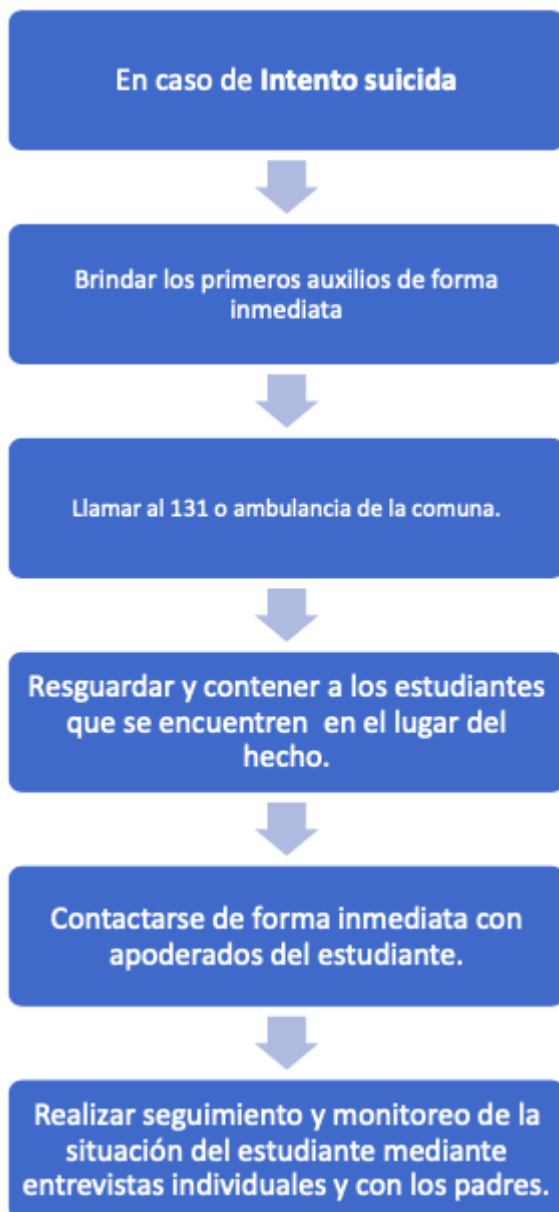 En caso de Intento suicida
Brindar los primeros auxilios de forma
inmediata
Llamar al 131 o ambulancia de la comuna.
Resguardar y contener a los estudiantes
que se encuentren en el lugar del
hecho.
Contactarse de forma inmediata con
apoderados del estudiante.
Realizar seguimiento y monitoreo de la
situación del estudiante mediante
entrevistas individuales y con los padres.